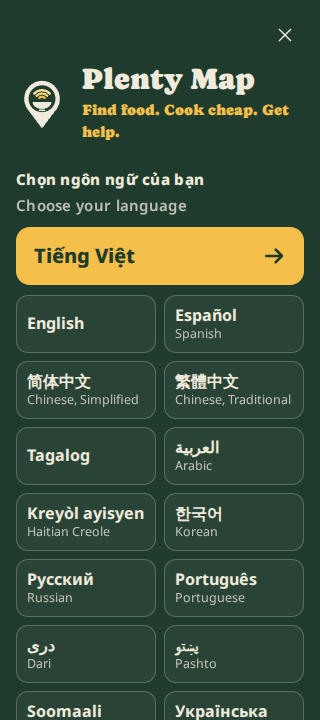 Plenty Map
Find food. Cook cheap. Get
help.
Chọn ngôn ngữ của bạn
Choose your language
Tiếng Việt
English
Español
Spanish
简体中文
Chinese, Simplified
繁體中文
Chinese, Traditional
Tagalog
العربية
Arabic
Kreyòl ayisyen
Haitian Creole
한국어
Korean
Русский
Russian
Português
Portuguese
دری
Dari
پښتو
Pashto
Soomaali
Українська